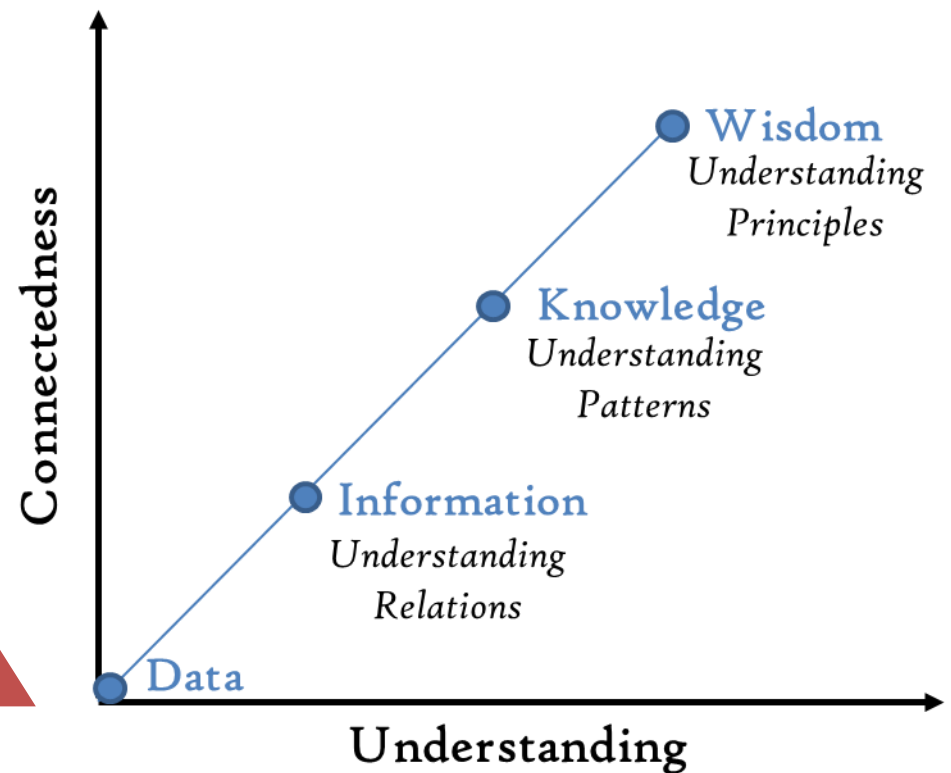 Connectedness
Wisdom
Understanding
Principles
Knowledge
Understanding
Patterns
Information
Understanding
Relations
Data
Understanding